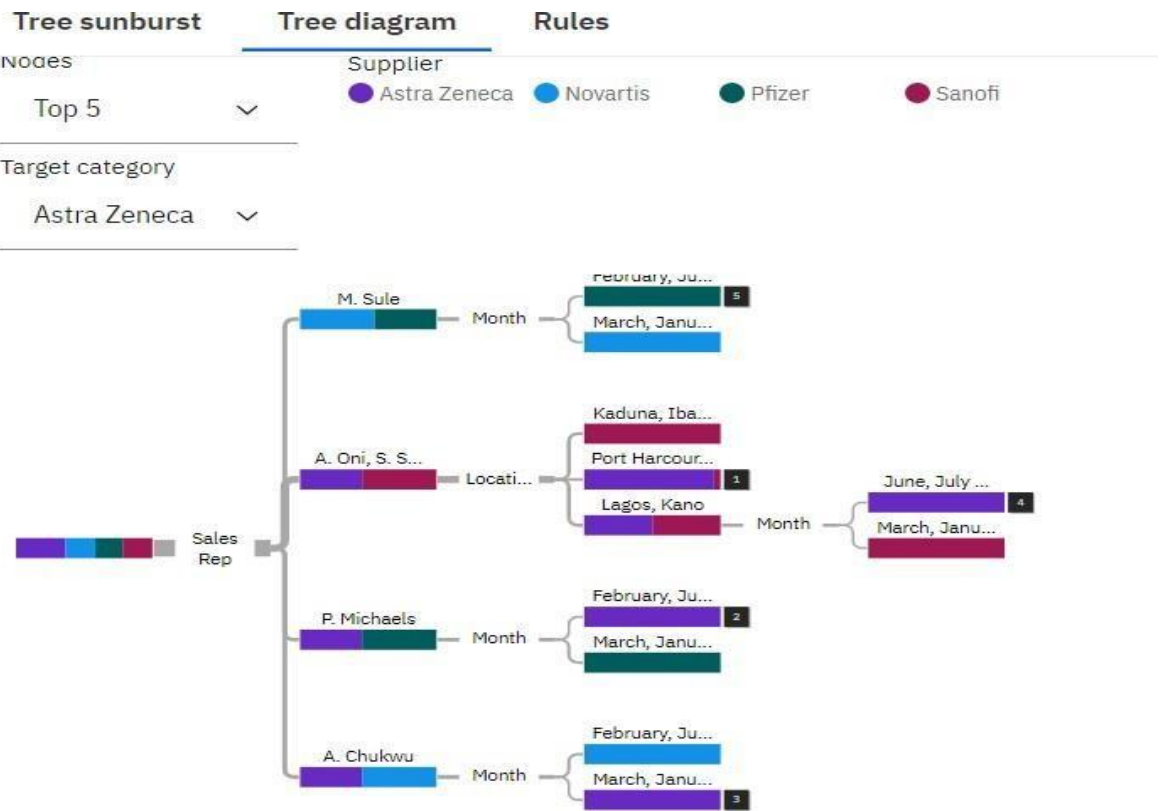 Tree sunburst Tree diagram Rules
Nodes
Supplier
Top 5
Astra Zeneca Novartis Pfizer Sanofi
Target category
Astra Zeneca
February, Ju...
M. Sule
5
Month
March, Janu...
Kaduna, Iba...
A. Oni, S. S...
Port Harcour...
Locati...
1
June, July ...
Lagos, Kano
4
Month
March, Janu...
Sales
Rep
February, Ju...
P. Michaels
2
Month
March, Janu...
February, Ju...
A. Chukwu
Month
March, Janu...
3